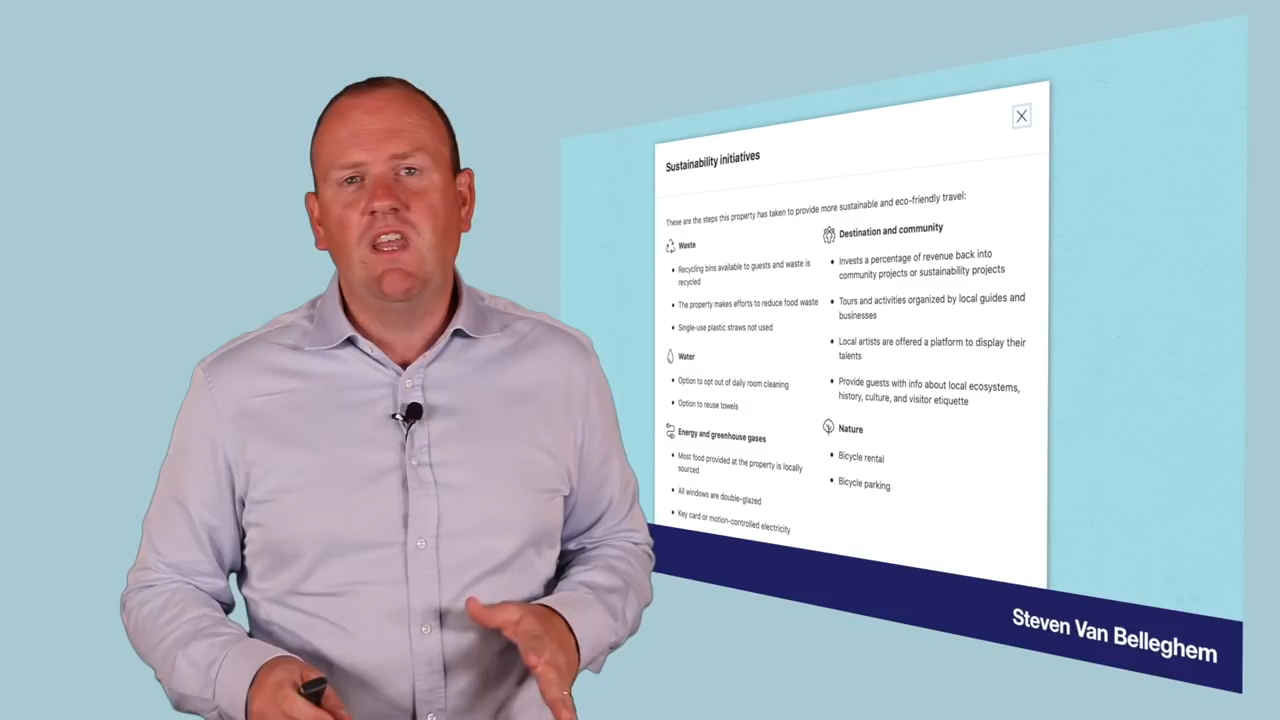 Sustainability initiatives
These are the steps this property has taken to provide more sustainable and eco-friendly travel:
Waste
• Recycling bins available to guests and waste is
recycled
• The property makes efforts to reduce food waste
• Single-use plastic straws not used
Water
• Option to opt out of daily room cleaning
• Option to reuse towels
Energy and greenhouse gases
• Most food provided at the property is locally
sourced
• All windows are double-glazed
• Key card or motion-controlled electricity
Destination and community
• Invests a percentage of revenue back into
community projects or sustainability projects
• Tours and activities organized by local guides and
businesses
• Local artists are offered a platform to display their
talents
• Provide guests with info about local ecosystems,
history, culture, and visitor etiquette
Nature
• Bicycle rental
• Bicycle parking
Steven Van Belleghem